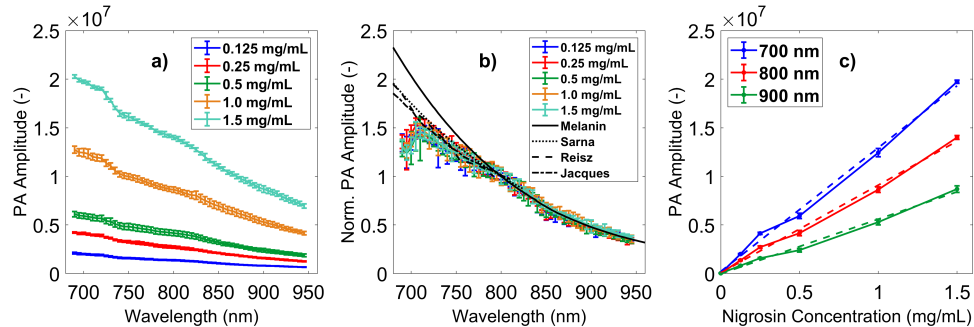 ×10⁷
2.5
2
1.5
1
0.5
0
PA Amplitude (-)
a)
0.125 mg/mL
0.25 mg/mL
0.5 mg/mL
1.0 mg/mL
1.5 mg/mL
700 750 800 850 900 950
Wavelength (nm)
2.5
2
1.5
1
0.5
0
Norm. PA Amplitude (-)
b)
0.125 mg/mL
0.25 mg/mL
0.5 mg/mL
1.0 mg/mL
1.5 mg/mL
Melanin
Sarna
Reisz
Jacques
700 750 800 850 900 950
Wavelength (nm)
×10⁷
2.5
2
1.5
1
0.5
0
PA Amplitude (-)
700 nm
800 nm
900 nm
c)
0 0.5 1 1.5
Nigrosin Concentration (mg/mL)